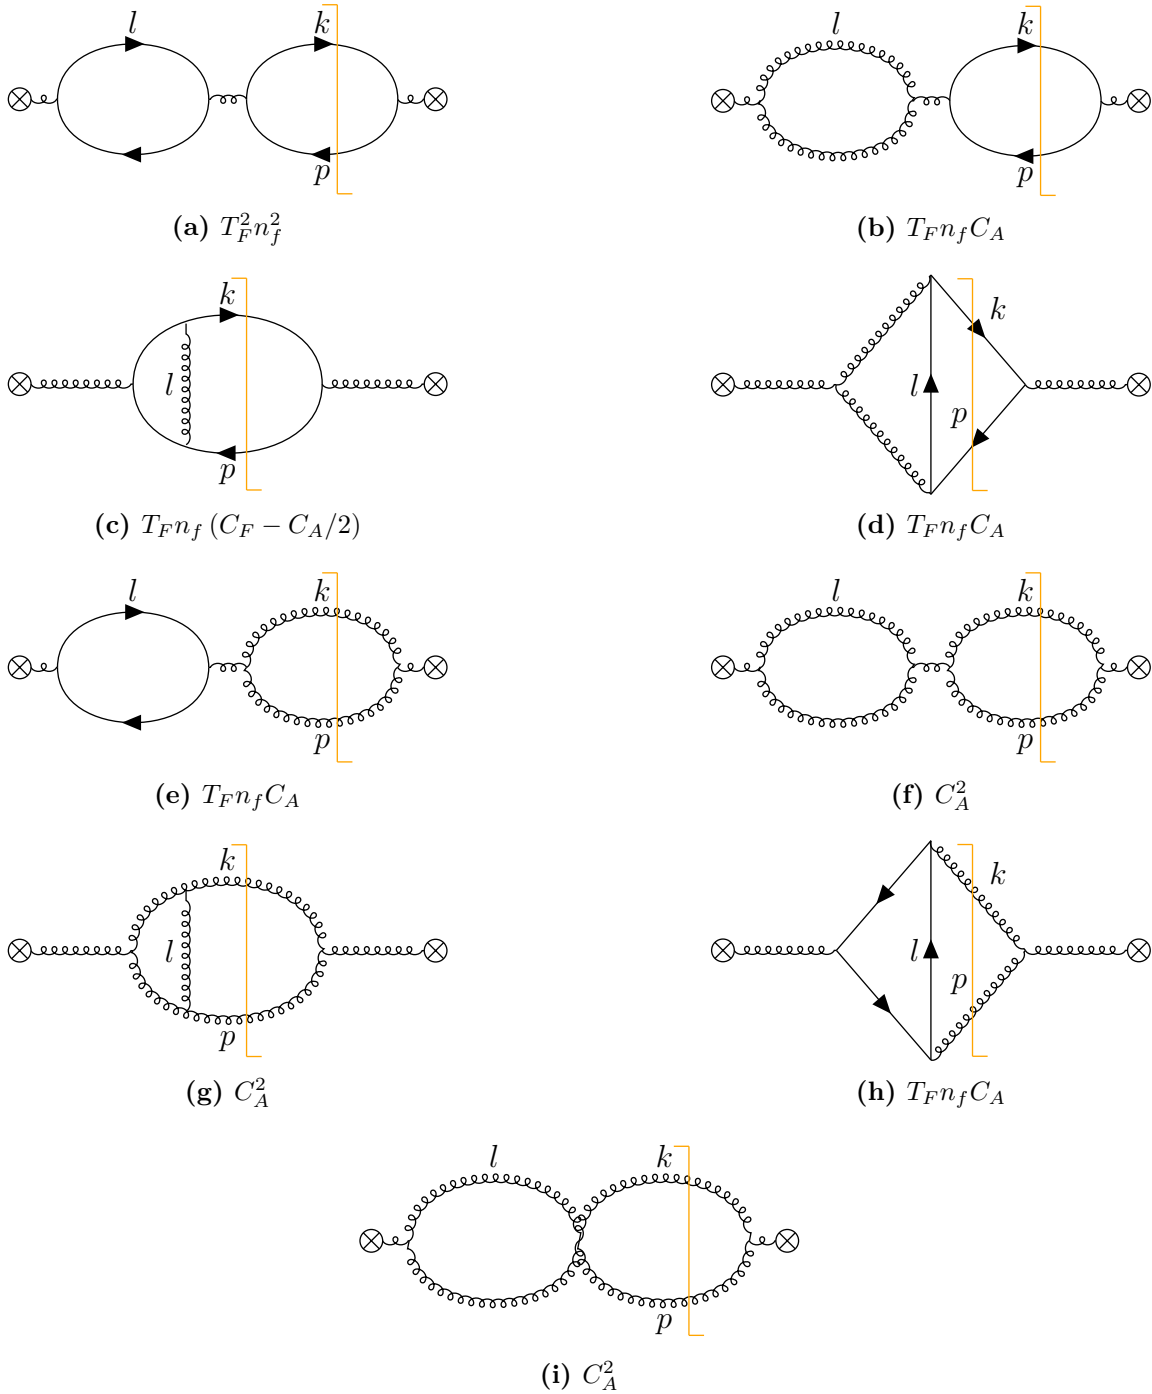 l k l k
p p
(a) $T_F^2 n_f^2$ (b) $T_F n_f C_A$
k k
l l p
p
(c) $T_F n_f (C_F - C_A/2)$ (d) $T_F n_f C_A$
l k l k
p p
(e) $T_F n_f C_A$ (f) $C_A^2$
k k
l l p
p
(g) $C_A^2$ (h) $T_F n_f C_A$
l k
p
(i) $C_A^2$